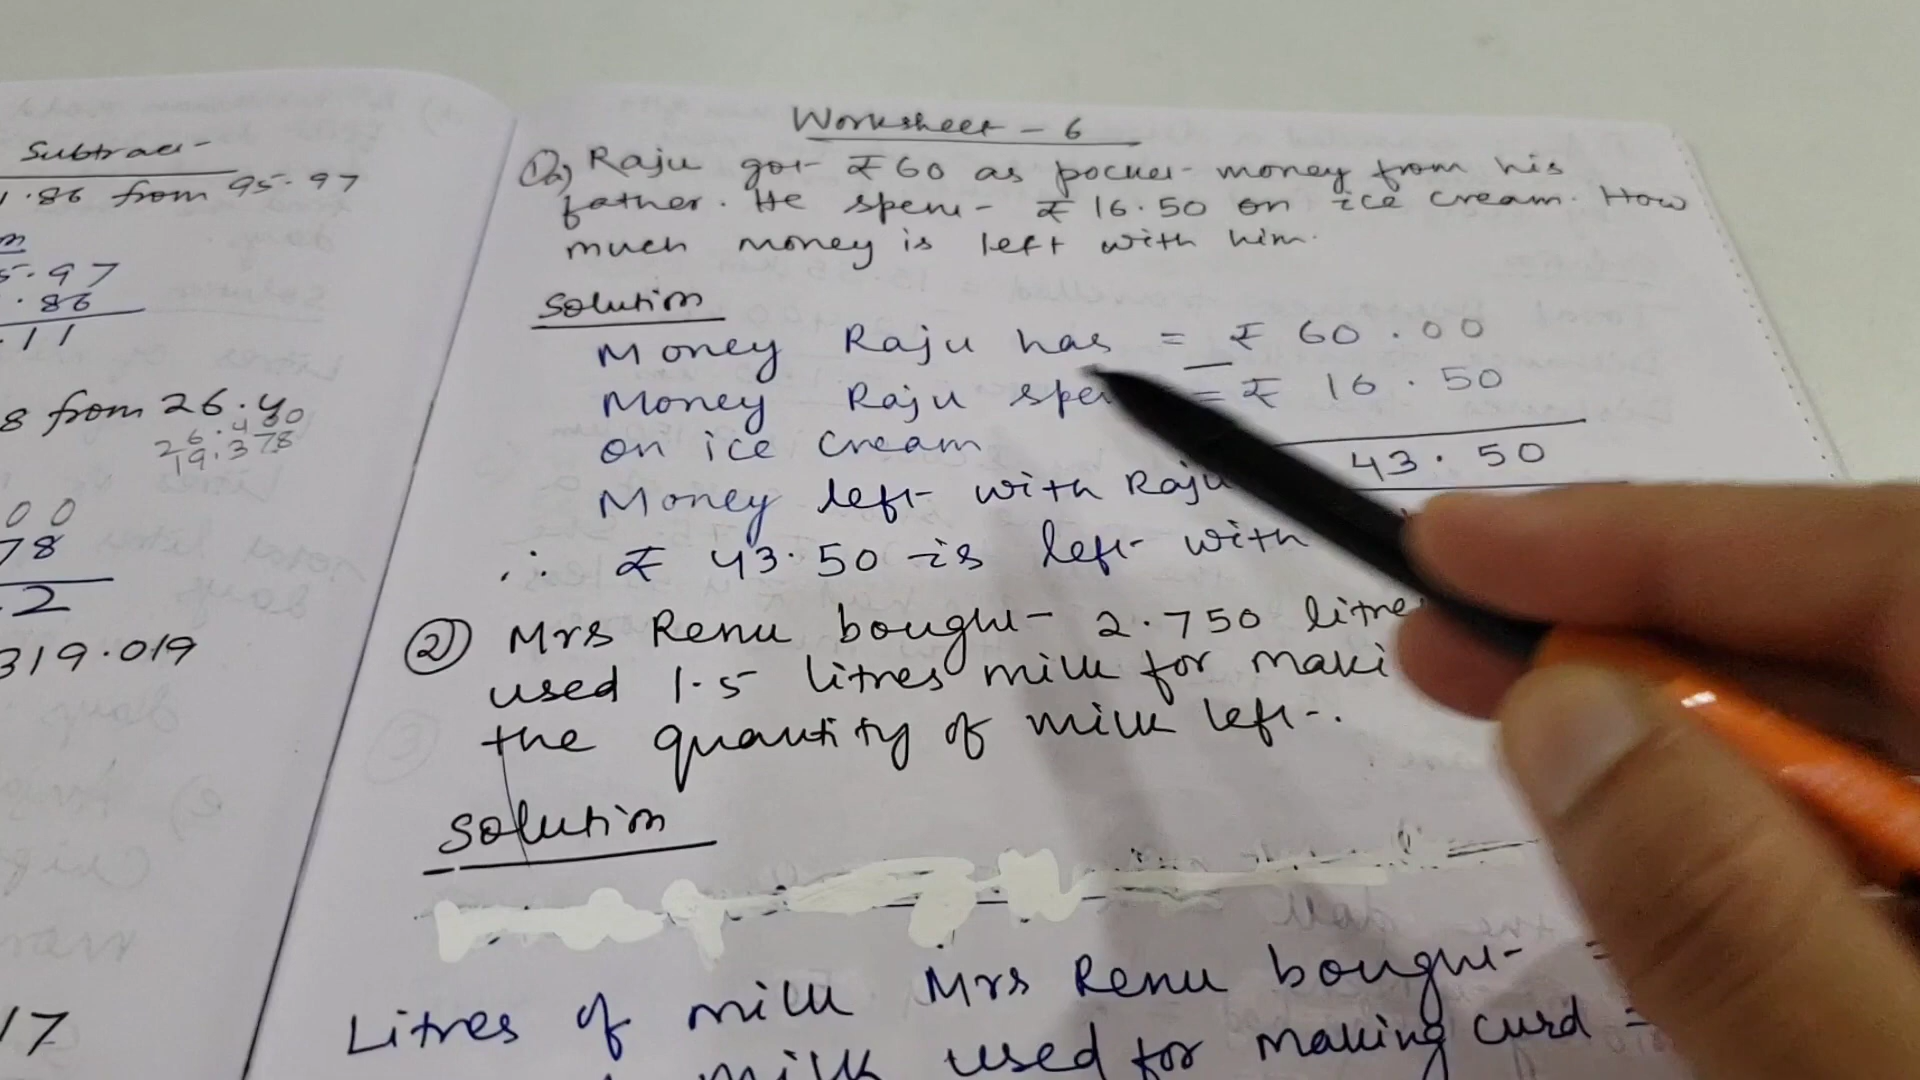 Subtract
1.86 from 95.97
5.97
.86
.11
8 from 26.40
26.480
19.378
00
78
.2
319.019
17
Worksheet - 6
Raju got ₹60 as pocket money from his
father. He spent ₹16.50 on ice cream. How
much money is left with him.
Solution
Money Raju has = ₹ 60.00
Money Raju spe = ₹ 16.50
on ice cream
43.50
Money left with Raju
∴ ₹ 43.50 is left with
② Mrs Renu bought 2.750 litre
used 1.5 litres milk for maki
the quantity of milk left.
Solution
Litres of milk Mrs Renu bought =
milk used for making curd =